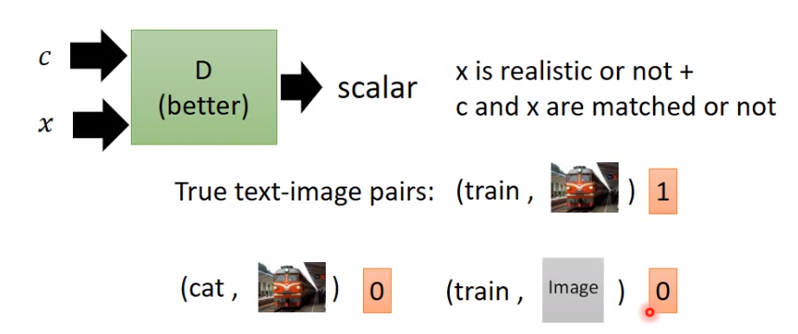 c
x
D
(better)
scalar
x is realistic or not +
c and x are matched or not
True text-image pairs: (train , ) 1
(cat , ) 0 (train , Image ) 0